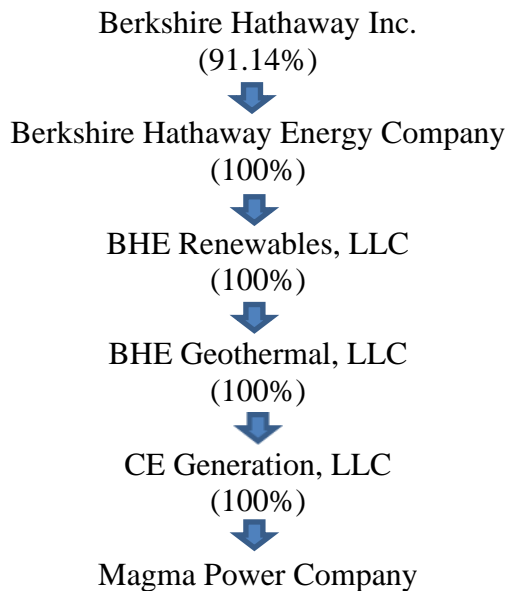 Berkshire Hathaway Inc.
(91.14%)
Berkshire Hathaway Energy Company
(100%)
BHE Renewables, LLC
(100%)
BHE Geothermal, LLC
(100%)
CE Generation, LLC
(100%)
Magma Power Company